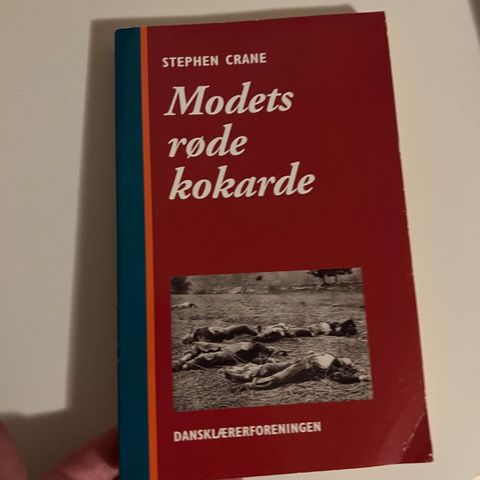 STEPHEN CRANE
Modets
røde
kokarde
DANSKLÆRERFORENINGEN